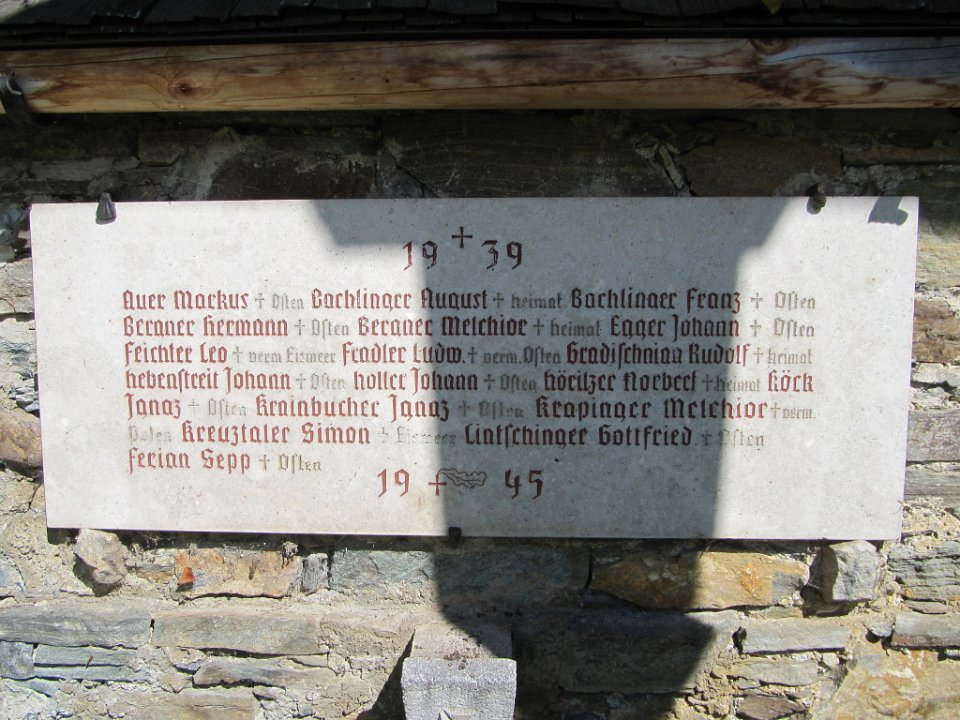 19 + 39
Auer Markus + Osten Bachlinger August + Heimat Bachlinger Franz + Osten
Berger Hermann + Osten Berger Melchior + Heimat Egger Johann + Osten
Feichter Leo + verm Eismeer Fradler Ludw. + verm. Osten Gradischnig Rudolf + Heimat
Hebenstreit Johann + Osten Holler Johann + Osten Höritzer Norbert + Heimat Köck
Ignaz + Osten Krainbucher Ignaz + Osten Krapinger Melchior + verm.
Osten Kreuztaler Simon + Eismeer Lintschinger Gottfried + Osten
Ferian Sepp + Osten
19 + 45